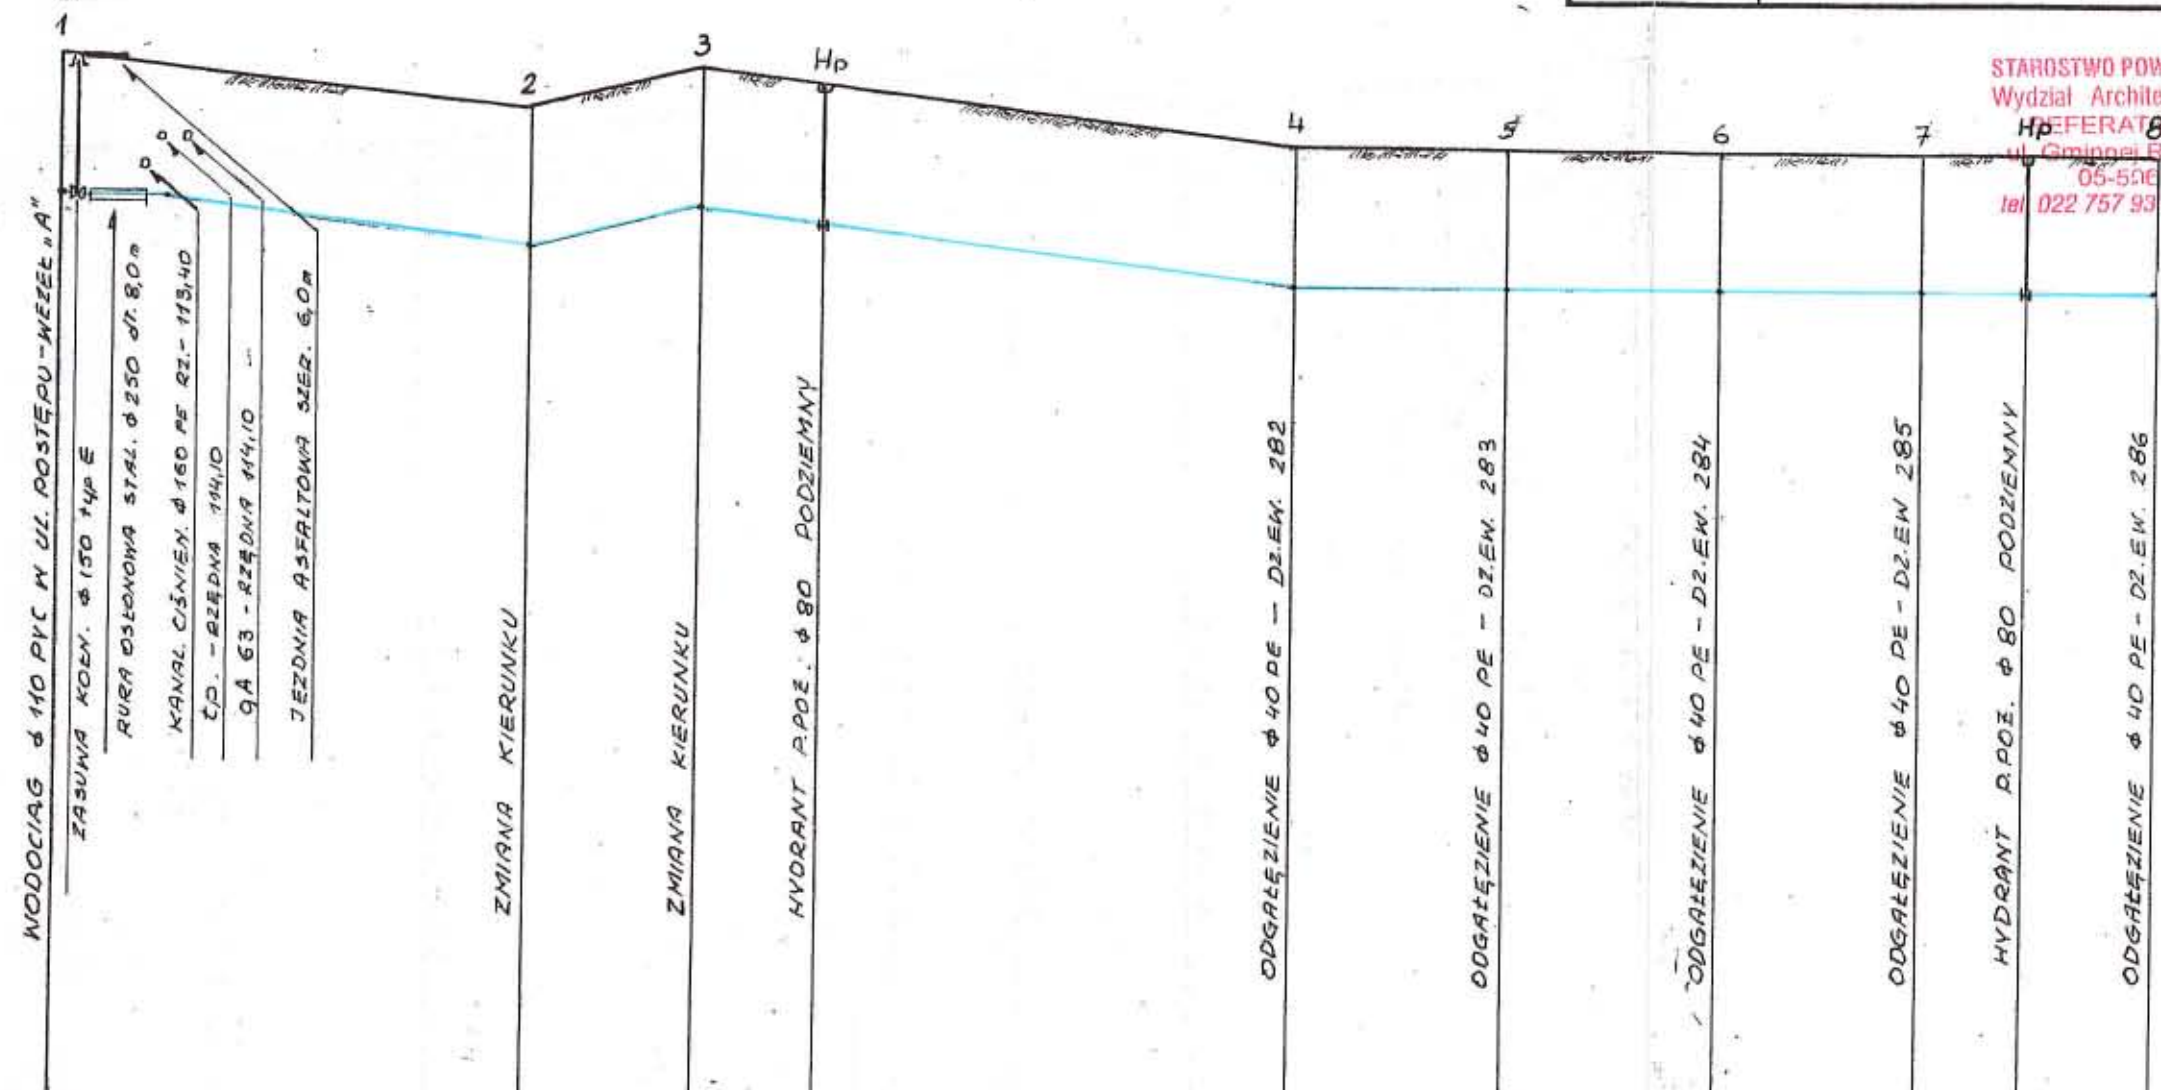 1
2
3
Hp
4
5
6
7
Hp
8
STAROSTWO POW
Wydział Archite
REFERAT
ul. Gminnej R
05-506
tel. 022 757 93
WODOCIĄG ϕ 110 PVC W UL. POSTĘPU-WĘZEŁ „A"
ZASUWA KOŁN. ϕ 150 typ E
RURA OSŁONOWA STAL. ϕ 250 dł. 8,0 m
KANAŁ. CIŚNIEN. ϕ 160 PE RZ.- 113,40
t.p. - RZĘDNA 114,10
gA 63 - RZĘDNA 114,10
JEZDNIA ASFALTOWA SZER. 6,0 m
ZMIANA KIERUNKU
ZMIANA KIERUNKU
HYDRANT P.POŻ. ϕ 80 PODZIEMNY
ODGAŁĘZIENIE ϕ 40 PE - DZ.EW. 282
ODGAŁĘZIENIE ϕ 40 PE - DZ.EW. 283
ODGAŁĘZIENIE ϕ 40 PE - DZ.EW. 284
ODGAŁĘZIENIE ϕ 40 PE - DZ.EW 285
HYDRANT P.POŻ. ϕ 80 PODZIEMNY
ODGAŁĘZIENIE ϕ 40 PE - DZ.EW. 286